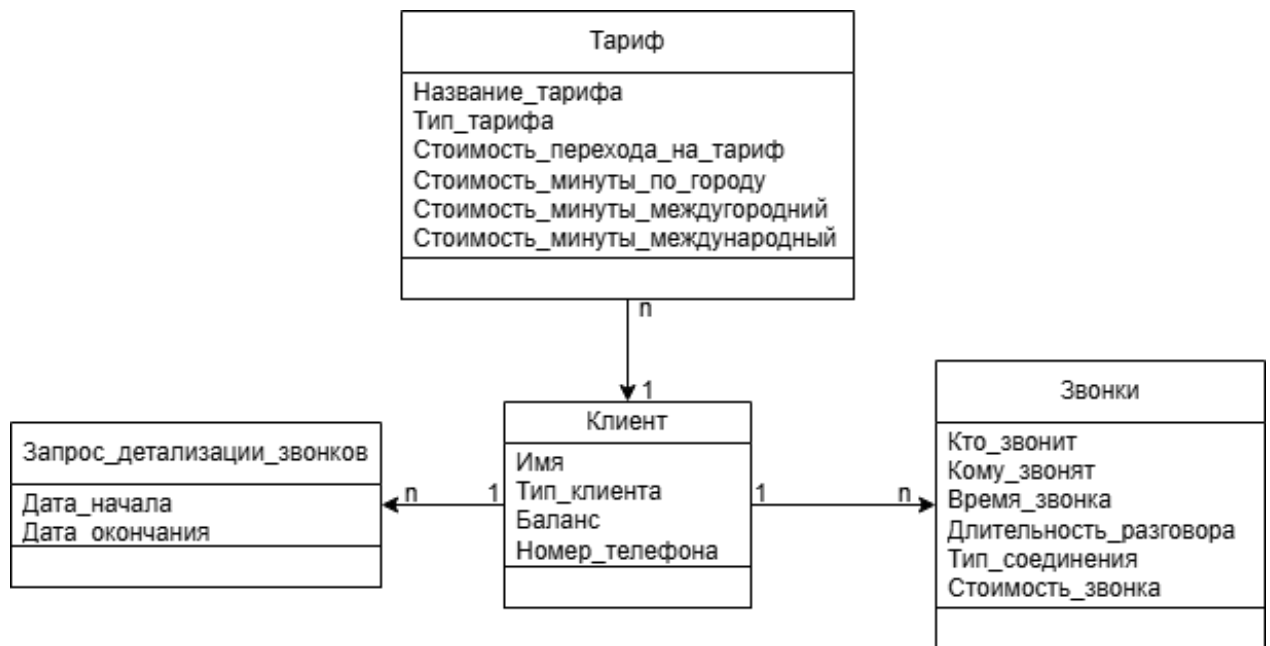 Тариф
Название_тарифа
Тип_тарифа
Стоимость_перехода_на_тариф
Стоимость_минуты_по_городу
Стоимость_минуты_междугородний
Стоимость_минуты_международный
n
1
Клиент
Имя
Тип_клиента
Баланс
Номер_телефона
Запрос_детализации_звонков
Дата_начала
Дата_окончания
n
1
1
n
Звонки
Кто_звонит
Кому_звонят
Время_звонка
Длительность_разговора
Тип_соединения
Стоимость_звонка